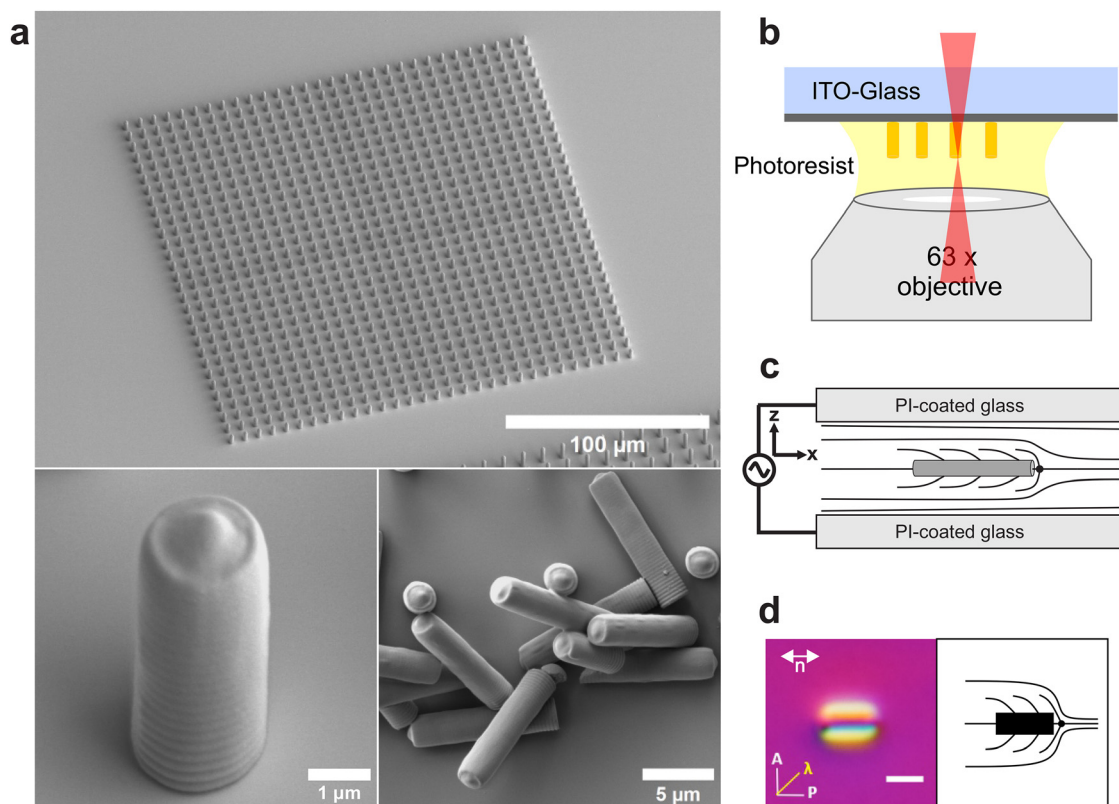 a
100 µm
1 µm
5 µm
b
ITO-Glass
Photoresist
63 x
objective
c
PI-coated glass
z
x
PI-coated glass
d
n
A
λ
P